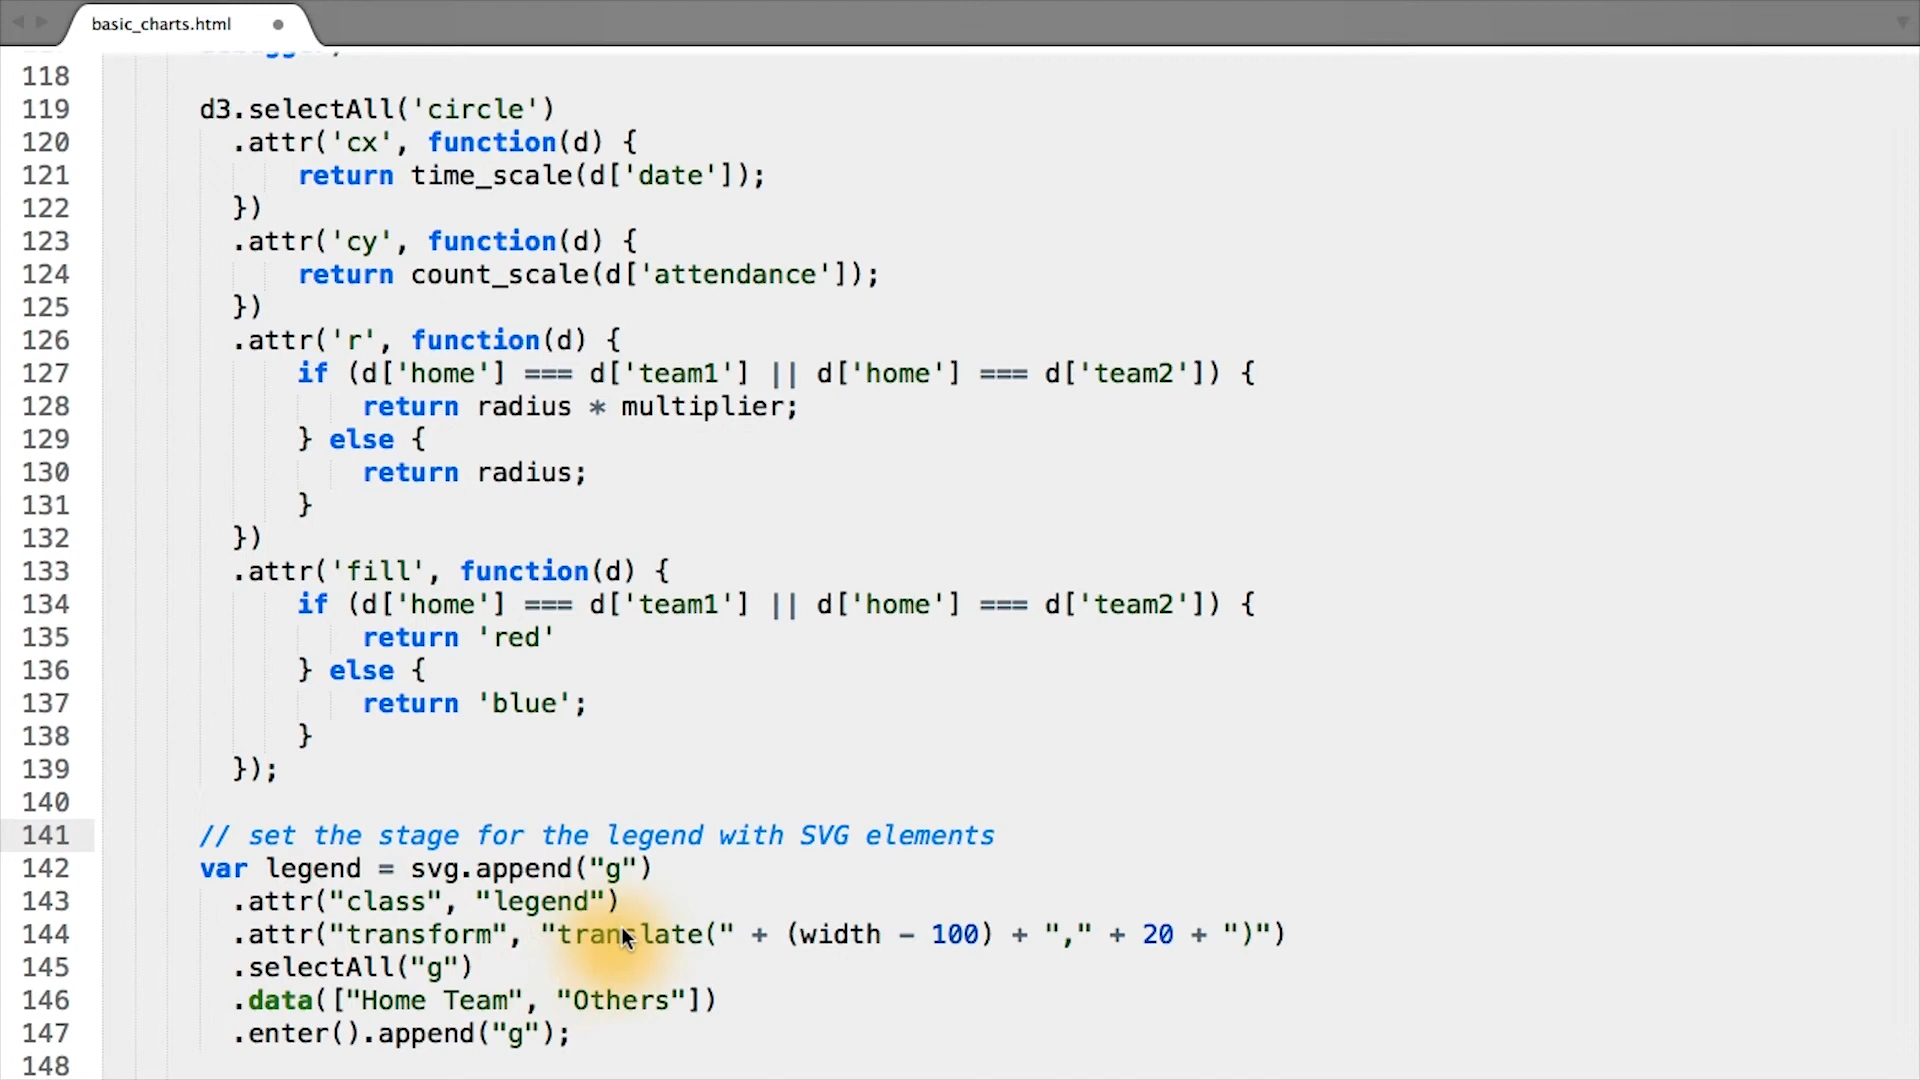 basic_charts.html
118
119 d3.selectAll('circle')
120 .attr('cx', function(d) {
121 return time_scale(d['date']);
122 })
123 .attr('cy', function(d) {
124 return count_scale(d['attendance']);
125 })
126 .attr('r', function(d) {
127 if (d['home'] === d['team1'] || d['home'] === d['team2']) {
128 return radius * multiplier;
129 } else {
130 return radius;
131 }
132 })
133 .attr('fill', function(d) {
134 if (d['home'] === d['team1'] || d['home'] === d['team2']) {
135 return 'red'
136 } else {
137 return 'blue';
138 }
139 });
140
141 // set the stage for the legend with SVG elements
142 var legend = svg.append("g")
143 .attr("class", "legend")
144 .attr("transform", "translate(" + (width - 100) + "," + 20 + ")")
145 .selectAll("g")
146 .data(["Home Team", "Others"])
147 .enter().append("g");
148